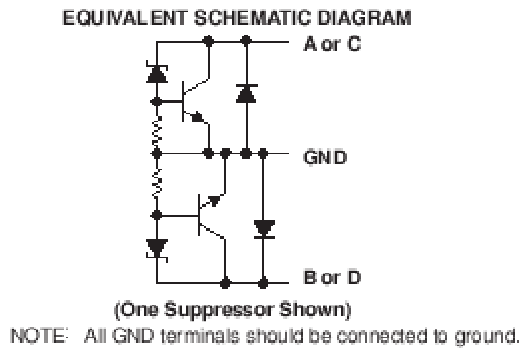 EQUIVALENT SCHEMATIC DIAGRAM
A or C
GND
B or D
(One Suppressor Shown)
NOTE: All GND terminals should be connected to ground.